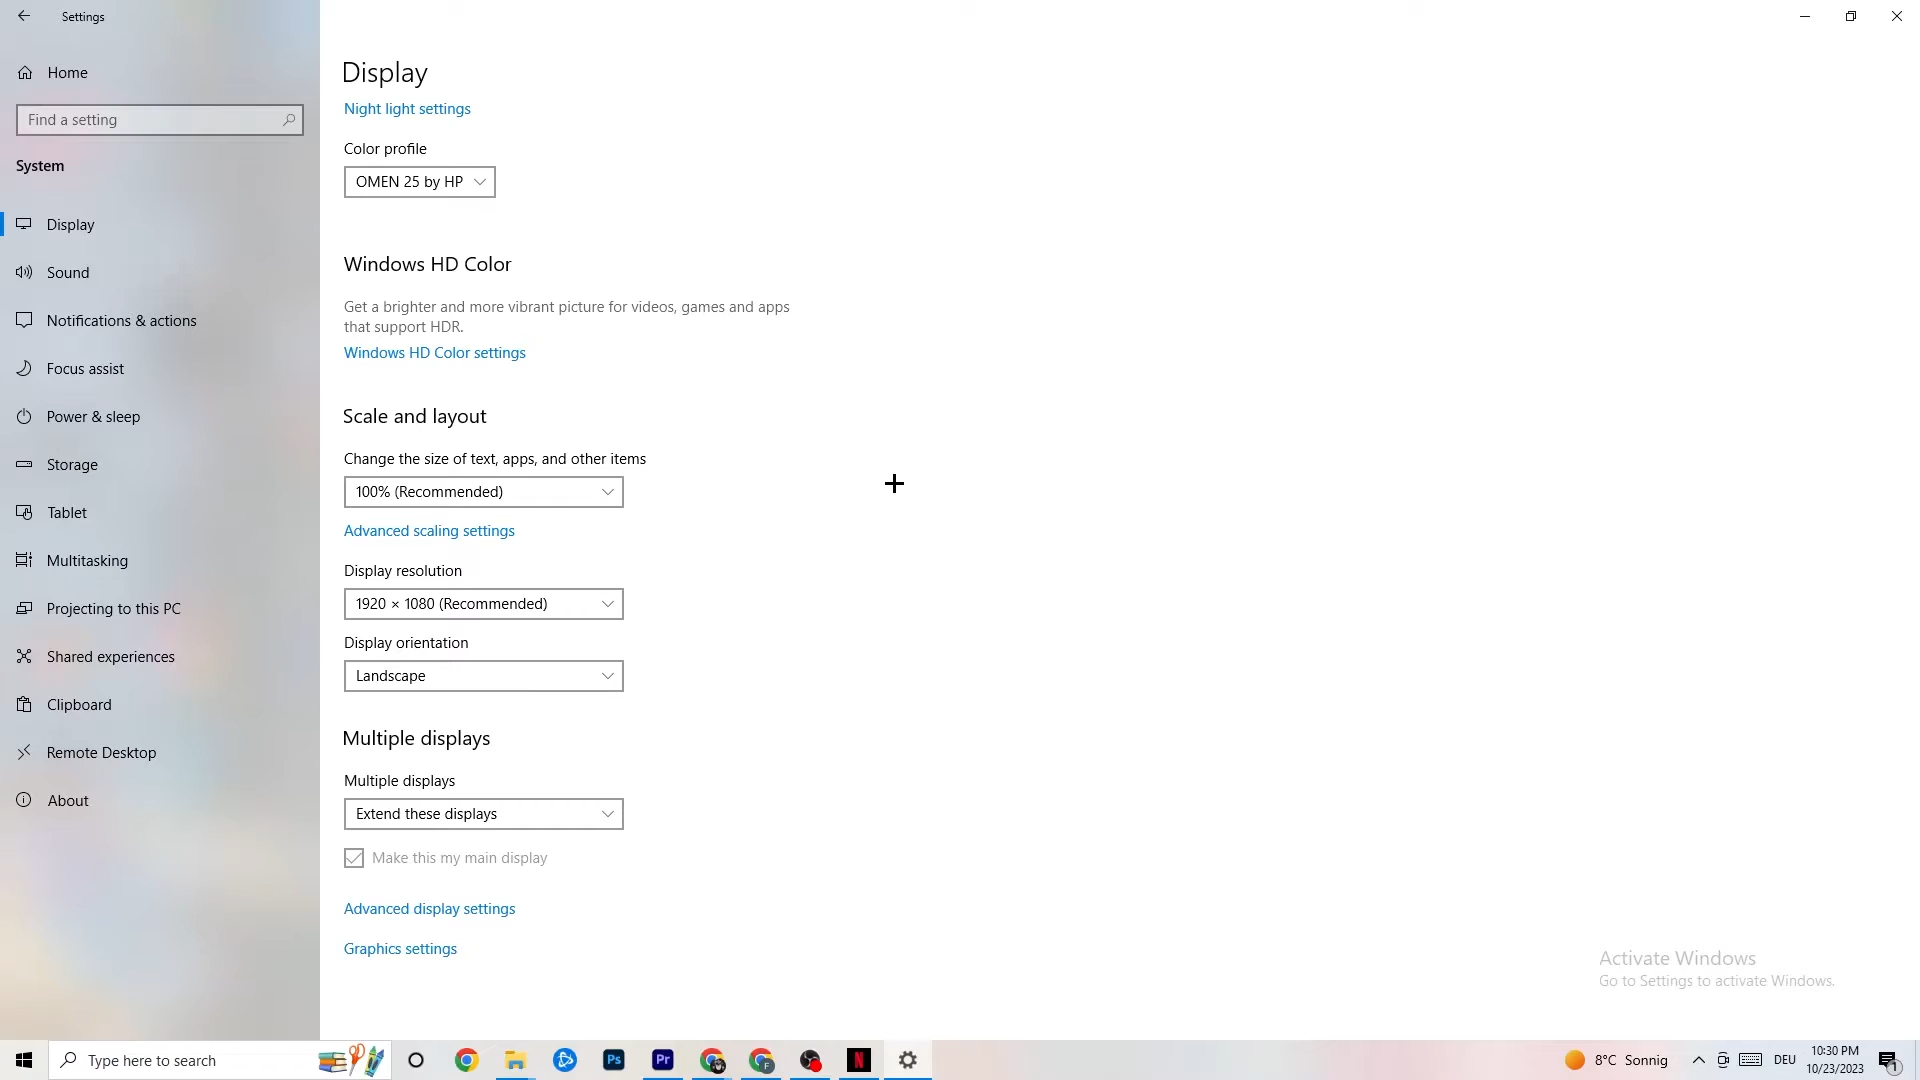 Settings
Home
Find a setting
System
Display
Sound
Notifications & actions
Focus assist
Power & sleep
Storage
Tablet
Multitasking
Projecting to this PC
Shared experiences
Clipboard
Remote Desktop
About
Display
Night light settings
Color profile
OMEN 25 by HP
Windows HD Color
Get a brighter and more vibrant picture for videos, games and apps
that support HDR.
Windows HD Color settings
Scale and layout
Change the size of text, apps, and other items
100% (Recommended)
Advanced scaling settings
Display resolution
1920 × 1080 (Recommended)
Display orientation
Landscape
Multiple displays
Multiple displays
Extend these displays
Make this my main display
Advanced display settings
Graphics settings
Activate Windows
Go to Settings to activate Windows.
Type here to search
Ps
Pr
F
N
8°C Sonnig
DEU
10:30 PM
10/23/2023
1